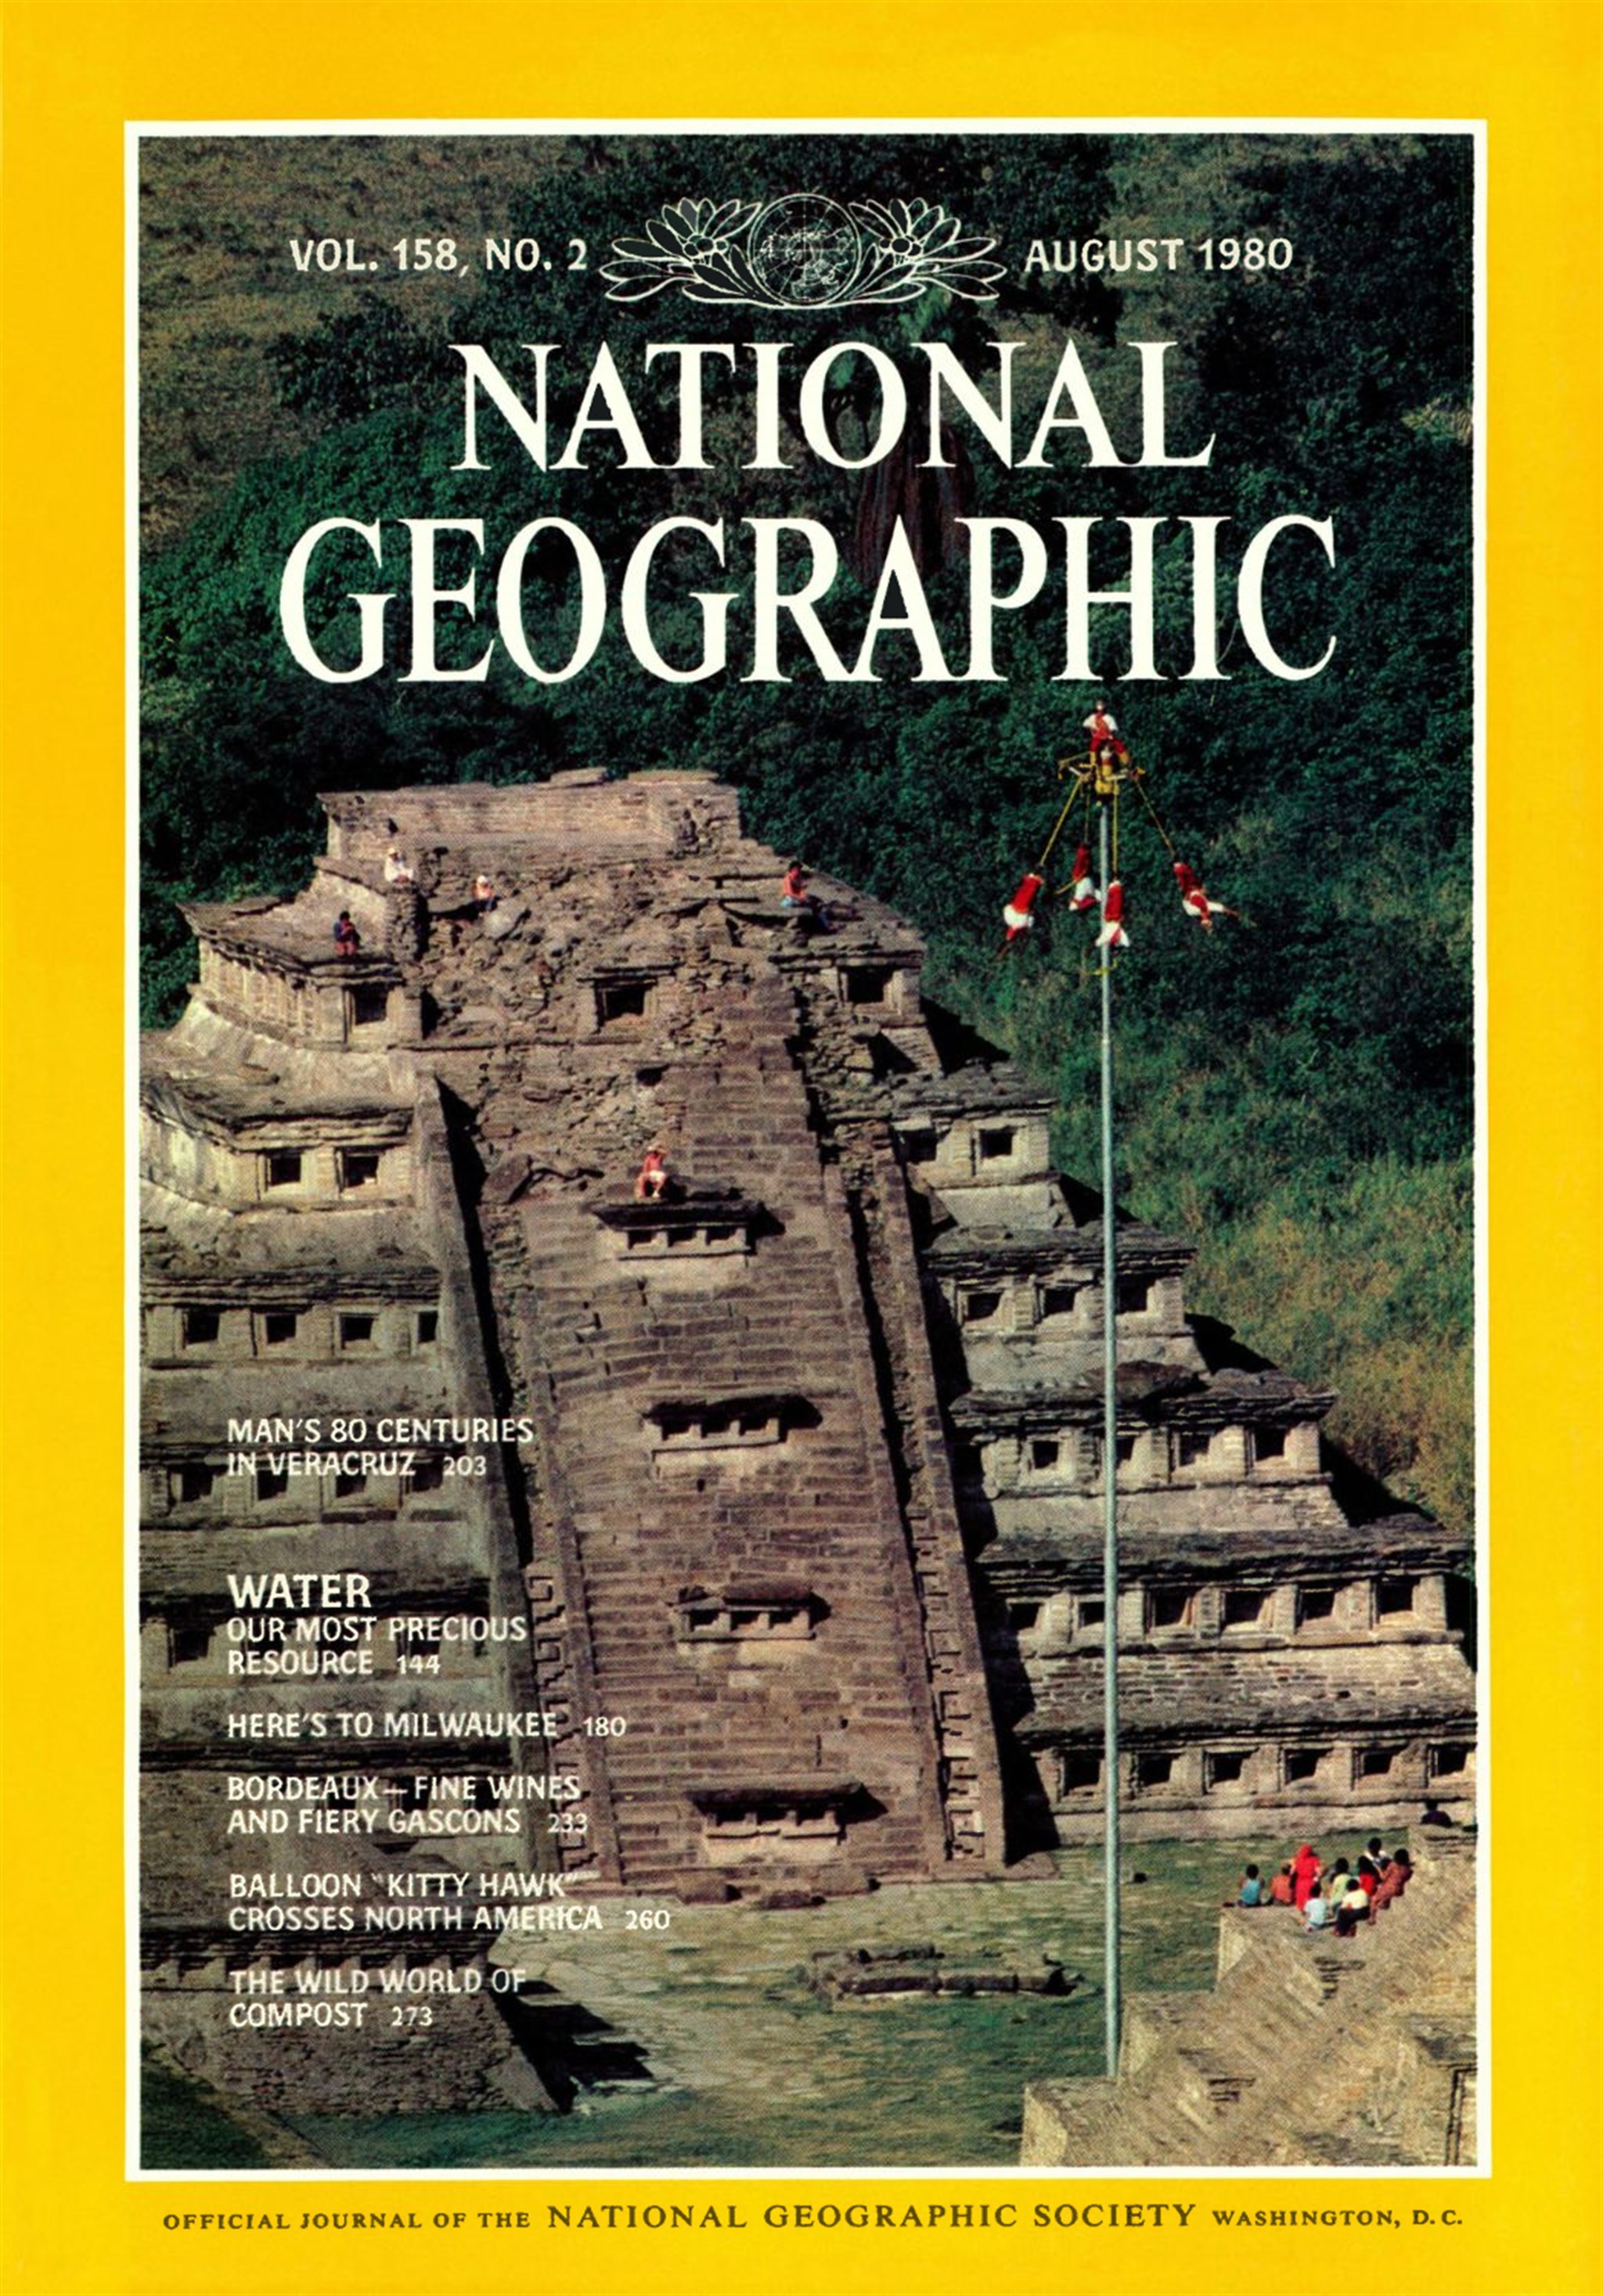 VOL. 158, NO. 2 AUGUST 1980
NATIONAL
GEOGRAPHIC
MAN'S 80 CENTURIES
IN VERACRUZ 203
WATER
OUR MOST PRECIOUS
RESOURCE 144
HERE'S TO MILWAUKEE 180
BORDEAUX—FINE WINES
AND FIERY GASCONS 233
BALLOON "KITTY HAWK"
CROSSES NORTH AMERICA 260
THE WILD WORLD OF
COMPOST 273
OFFICIAL JOURNAL OF THE NATIONAL GEOGRAPHIC SOCIETY WASHINGTON, D.C.